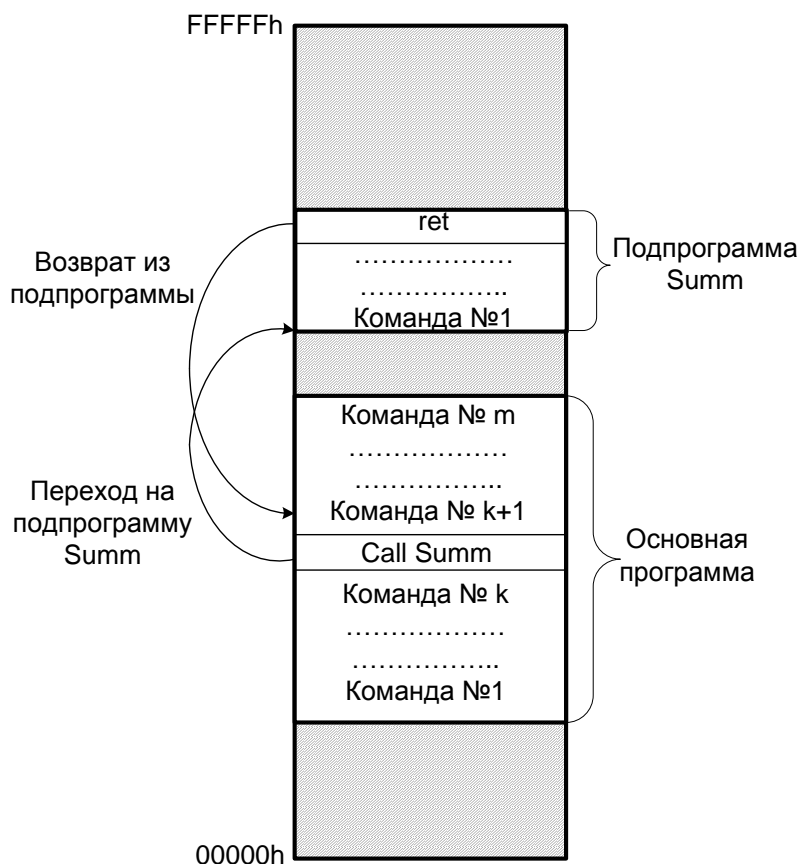 FFFFFh
ret
………………
……………..
Команда №1
Возврат из
подпрограммы
Подпрограмма
Summ
Команда № m
………………
……………..
Команда № k+1
Переход на
подпрограмму
Summ
Call Summ
Основная
программа
Команда № k
………………
……………..
Команда №1
00000h